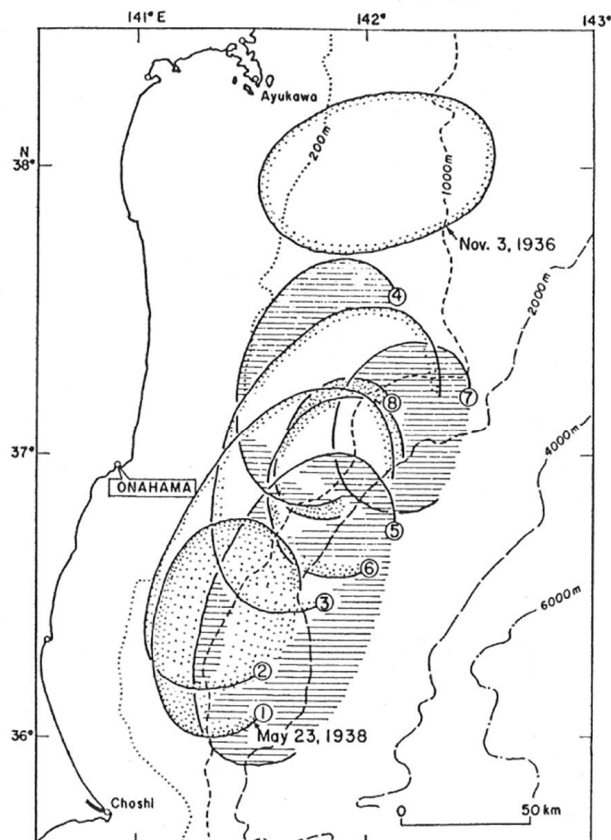 141° E
142°
143°
Ayukawa
200m
N
38°
1000m
Nov. 3, 1936
4
2000m
8
7
37°
4000m
ONAHAMA
5
6
6000m
3
2
1
36°
May 23, 1938
Choshi
0
50 km